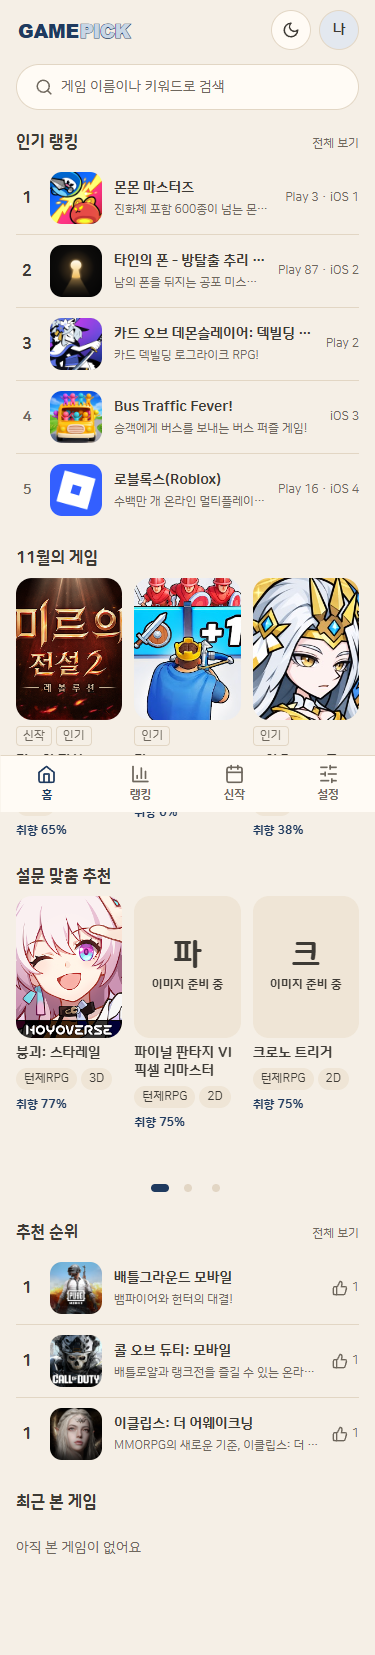 GAMEPICK
나
게임 이름이나 키워드로 검색
인기 랭킹
전체 보기
1
몬몬 마스터즈
진화체 포함 600종이 넘는 몬…
Play 3 · iOS 1
2
타인의 폰 - 방탈출 추리 …
남의 폰을 뒤지는 공포 미스…
Play 87 · iOS 2
3
카드 오브 데몬슬레이어: 덱빌딩 …
카드 덱빌딩 로그라이크 RPG!
Play 2
4
Bus Traffic Fever!
승객에게 버스를 보내는 버스 퍼즐 게임!
iOS 3
5
로블록스(Roblox)
수백만 개 온라인 멀티플레이…
Play 16 · iOS 4
11월의 게임
미르의
전설2
레볼루션
+1
신작
인기
인기
인기
홈
랭킹
신작
설정
취향 65%
취향 38%
설문 맞춤 추천
HOYOVERSE
파
이미지 준비 중
크
이미지 준비 중
붕괴: 스타레일
턴제RPG
3D
취향 77%
파이널 판타지 VI
픽셀 리마스터
턴제RPG
2D
취향 75%
크로노 트리거
턴제RPG
2D
취향 75%
추천 순위
전체 보기
1
PUBG
배틀그라운드 모바일
뱀파이어와 헌터의 대결!
1
1
CALL OF DUTY
콜 오브 듀티: 모바일
배틀로얄과 랭크전을 즐길 수 있는 온라…
1
1
이클립스: 더 어웨이크닝
MMORPG의 새로운 기준, 이클립스: 더 …
1
최근 본 게임
아직 본 게임이 없어요